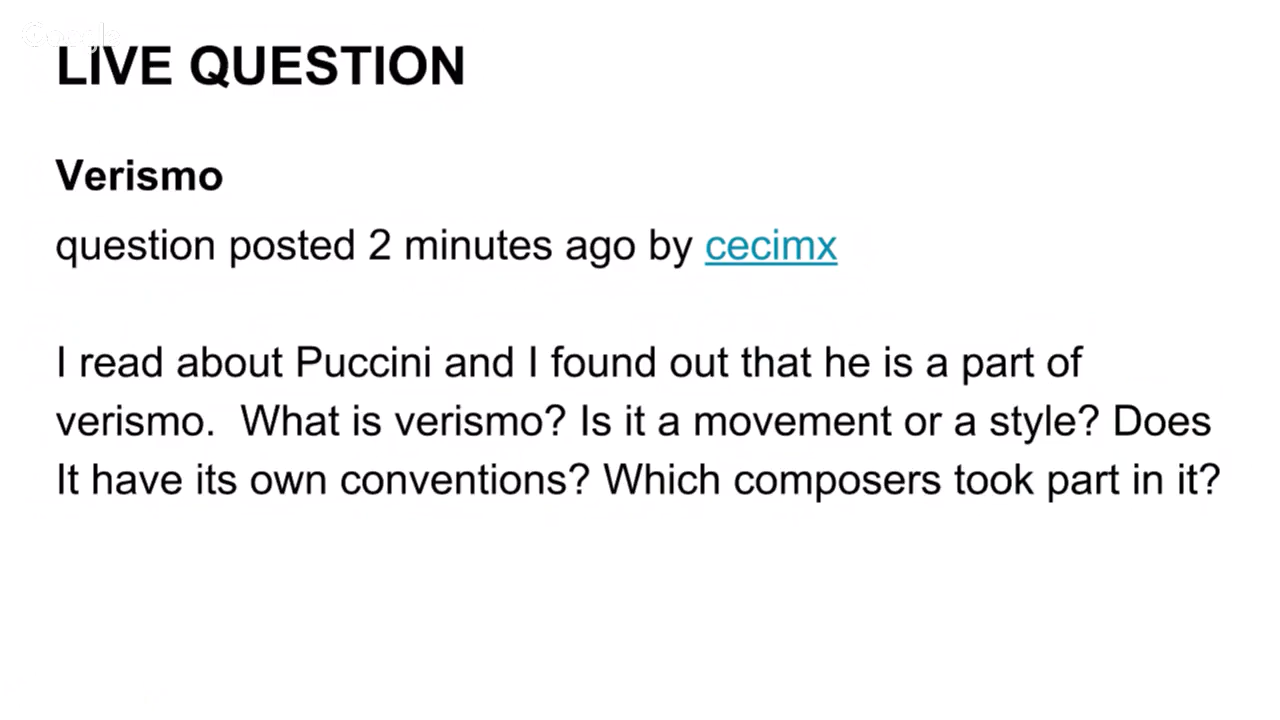 Google
LIVE QUESTION
Verismo
question posted 2 minutes ago by cecimx
I read about Puccini and I found out that he is a part of
verismo.  What is verismo? Is it a movement or a style? Does
It have its own conventions? Which composers took part in it?